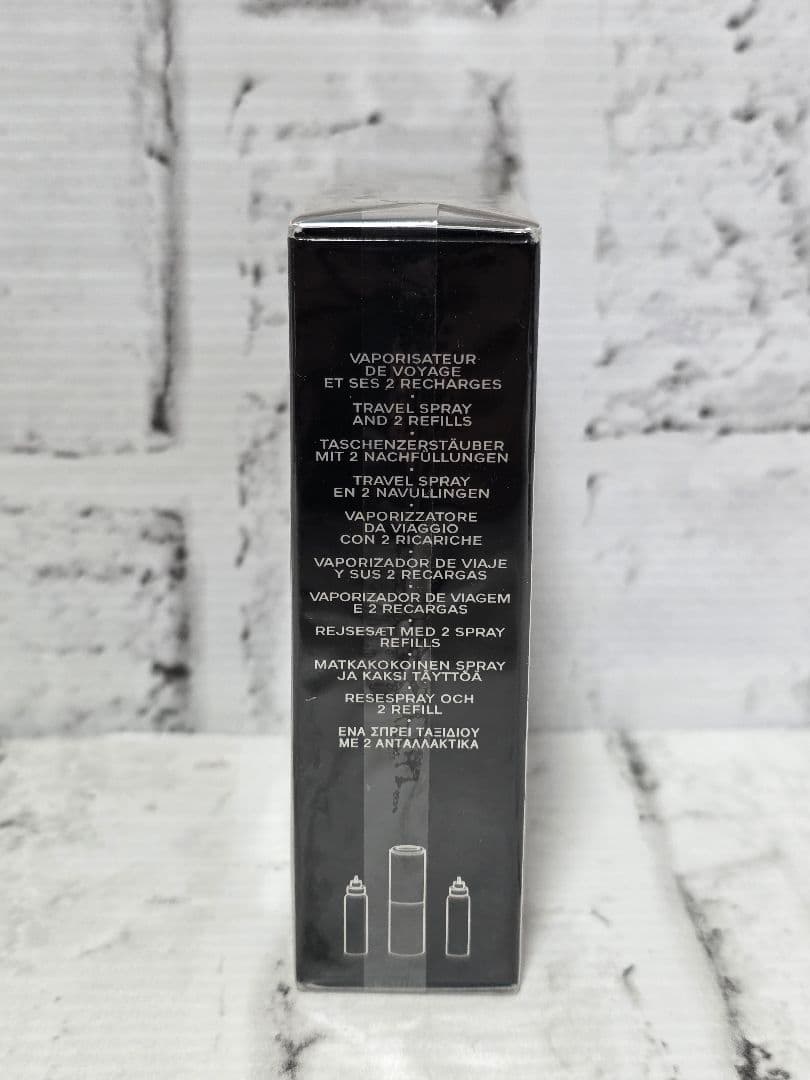 VAPORISATEUR
DE VOYAGE
ET SES 2 RECHARGES
•
TRAVEL SPRAY
AND 2 REFILLS
•
TASCHENZERSTÄUBER
MIT 2 NACHFÜLLUNGEN
•
TRAVEL SPRAY
EN 2 NAVULLINGEN
•
VAPORIZZATORE
DA VIAGGIO
CON 2 RICARICHE
•
VAPORIZADOR DE VIAJE
Y SUS 2 RECARGAS
•
VAPORIZADOR DE VIAGEM
E 2 RECARGAS
•
REJSESÆT MED 2 SPRAY
REFILLS
•
MATKAKOKOINEN SPRAY
JA KAKSI TÄYTTÖÄ
•
RESESPRAY OCH
2 REFILL
•
ΕΝΑ ΣΠΡΕΙ ΤΑΞΙΔΙΟΥ
ΜΕ 2 ΑΝΤΑΛΛΑΚΤΙΚΑ